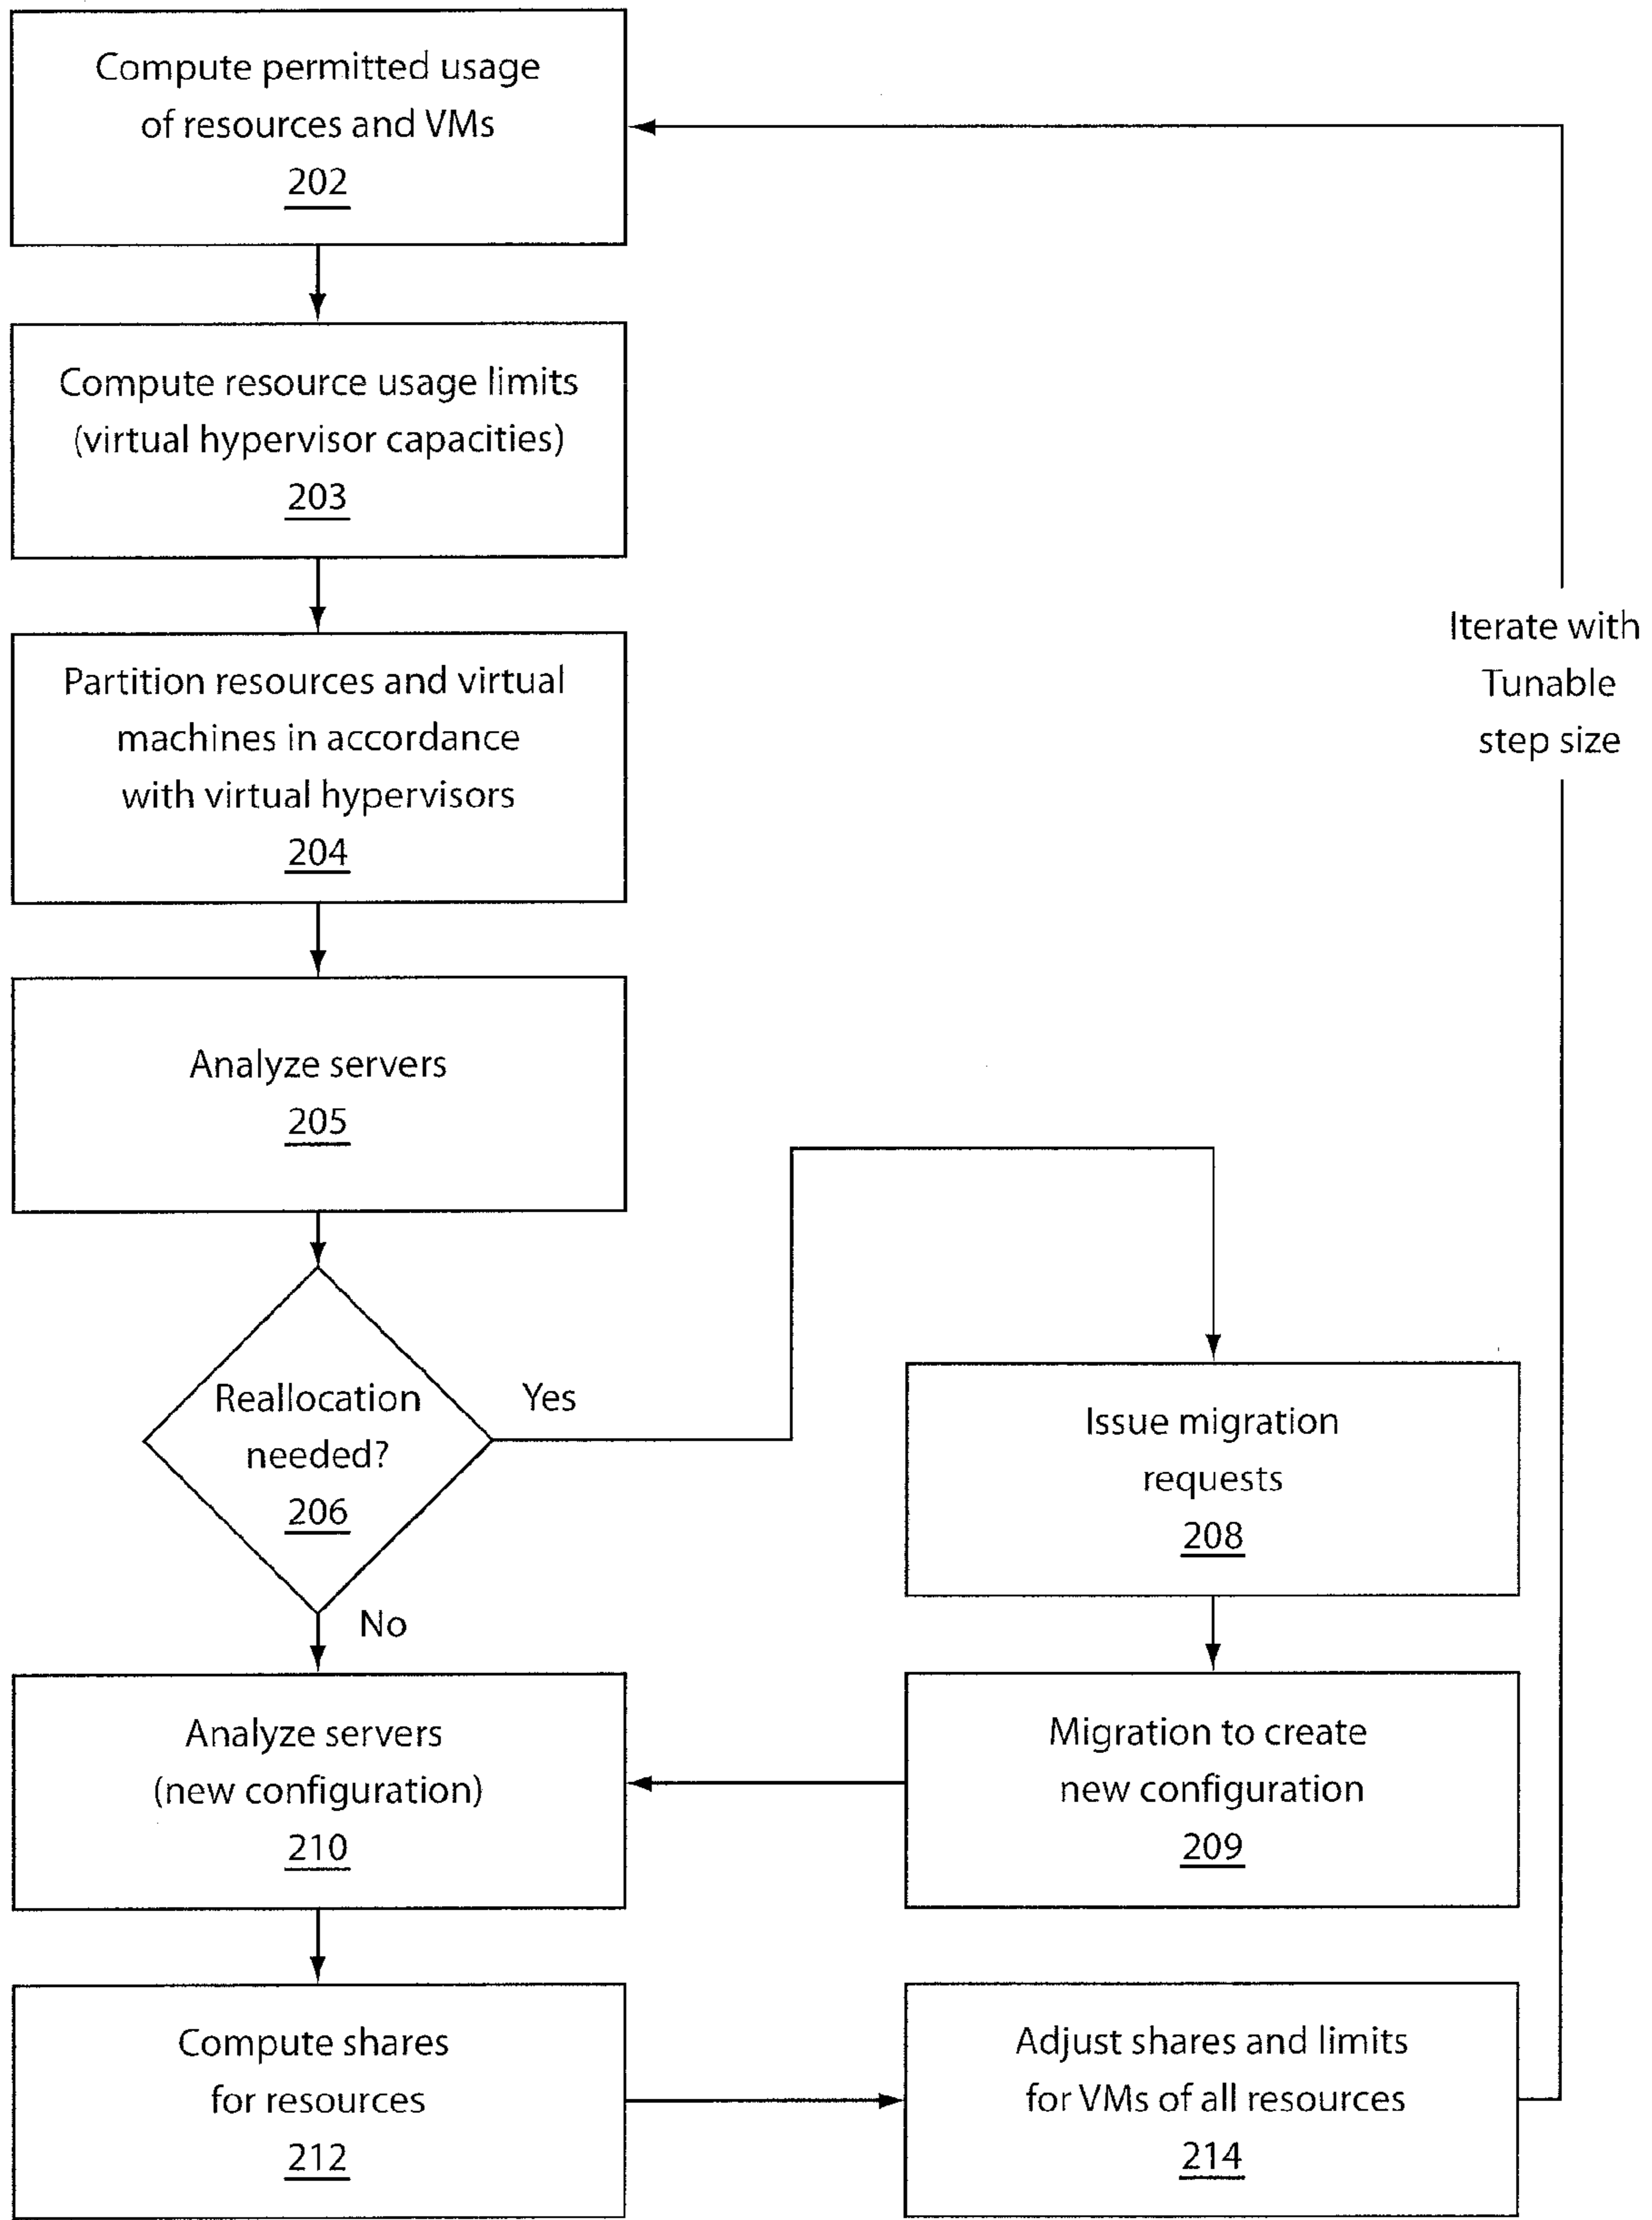 Compute permitted usage
of resources and VMs
202
Compute resource usage limits
(virtual hypervisor capacities)
203
Partition resources and virtual
machines in accordance
with virtual hypervisors
204
Iterate with
Tunable
step size
Analyze servers
205
Reallocation
needed?
206
Yes
No
Issue migration
requests
208
Migration to create
new configuration
209
Analyze servers
(new configuration)
210
Compute shares
for resources
212
Adjust shares and limits
for VMs of all resources
214